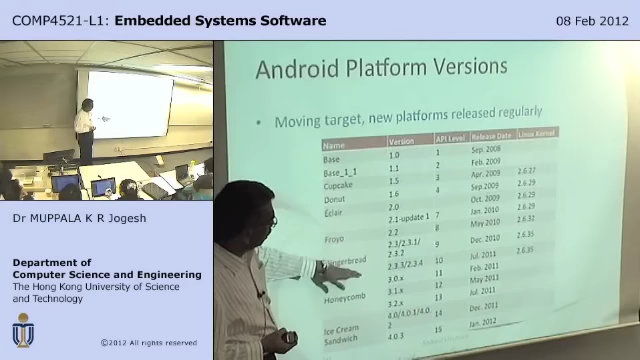 COMP4521-L1: Embedded Systems Software
08 Feb 2012
Android Platform Versions
• Moving target, new platforms released regularly
Name Version API Level Release Date Linux Kernel
Base 1.0 1 Sep. 2008
Base_1_1 1.1 2 Feb. 2009
Cupcake 1.5 3 Apr. 2009 2.6.27
Donut 1.6 4 Sep.2009 2.6.29
Éclair 2.0 Oct. 2009 2.6.29
2.1-update 1 7 Jan. 2010 2.6.29
Froyo 2.2 8 May 2010 2.6.32
2.3/2.3.1/
2.3.2 9 Dec. 2010 2.6.35
2.3.3/2.3.4 10 Jul. 2011 2.6.35
3.0.x 11 Feb. 2011
Honeycomb 3.1.x 12 May 2011
3.2.x 13 Jul. 2011
4.0/4.0.1/4.0.
2 14 Dec. 2011
Ice Cream
Sandwich 4.0.3 15 Jan. 2012
Dr MUPPALA K R Jogesh
Department of
Computer Science and Engineering
The Hong Kong University of Science
and Technology
©2012 All rights reserved